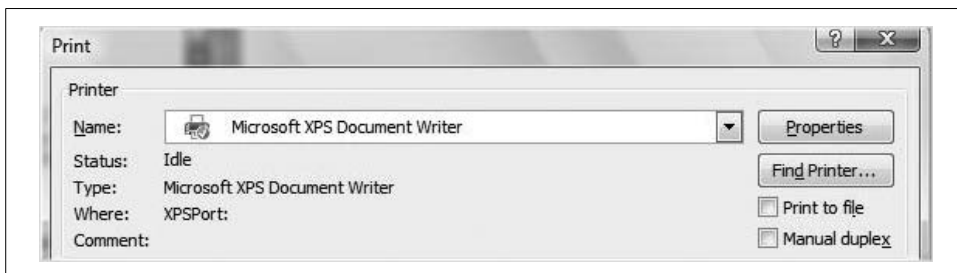 Print
Printer
Name: Microsoft XPS Document Writer Properties
Status: Idle
Find Printer...
Type: Microsoft XPS Document Writer
Where: XPSPort: Print to file
Comment: Manual duplex